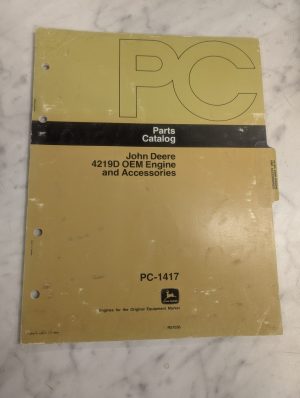 PC
Parts
Catalog
John Deere
4219D OEM Engine
and Accessories
PC-1417
Engines for the Original Equipment Market